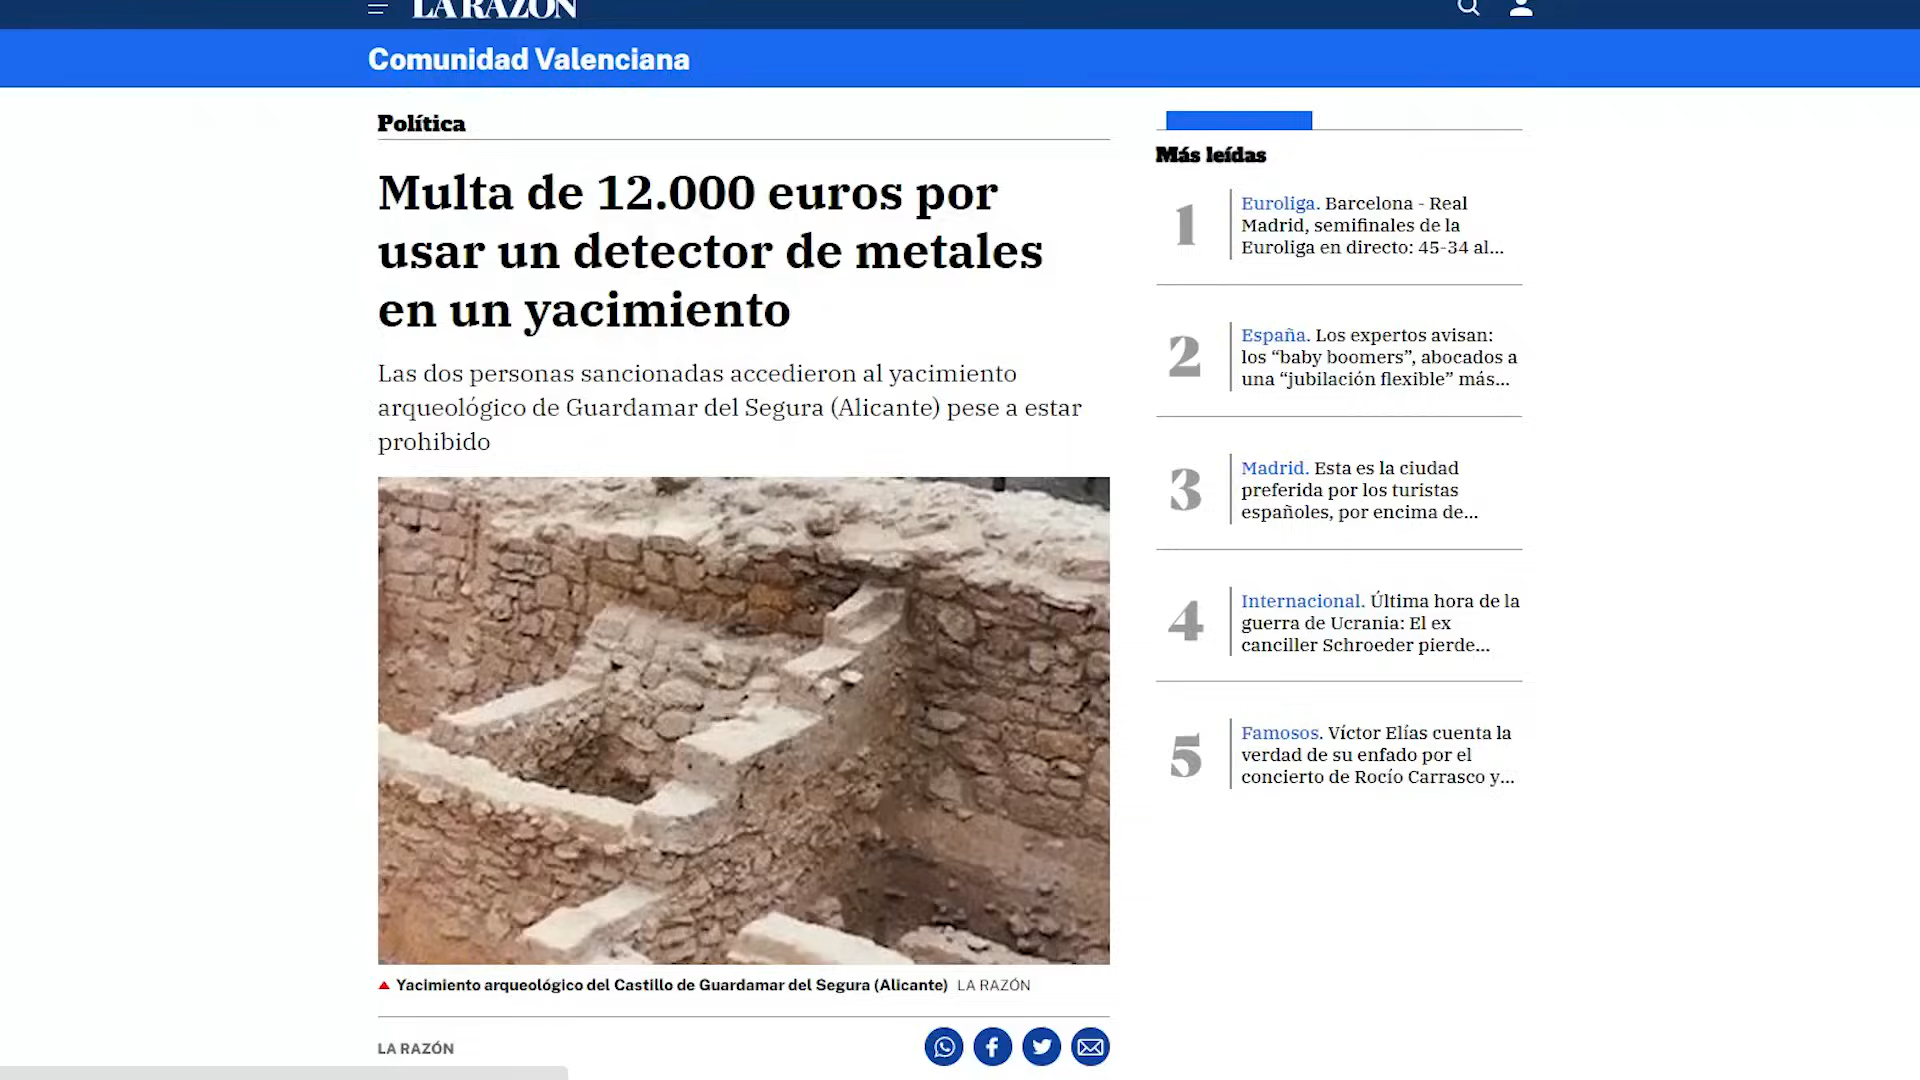 LA RAZÓN
Comunidad Valenciana
Política
Multa de 12.000 euros por
usar un detector de metales
en un yacimiento
Las dos personas sancionadas accedieron al yacimiento
arqueológico de Guardamar del Segura (Alicante) pese a estar
prohibido
Yacimiento arqueológico del Castillo de Guardamar del Segura (Alicante) LA RAZÓN
LA RAZÓN
Más leídas
1
Euroliga. Barcelona - Real
Madrid, semifinales de la
Euroliga en directo: 45-34 al...
2
España. Los expertos avisan:
los “baby boomers”, abocados a
una “jubilación flexible” más...
3
Madrid. Esta es la ciudad
preferida por los turistas
españoles, por encima de...
4
Internacional. Última hora de la
guerra de Ucrania: El ex
canciller Schroeder pierde...
5
Famosos. Víctor Elías cuenta la
verdad de su enfado por el
concierto de Rocío Carrasco y...